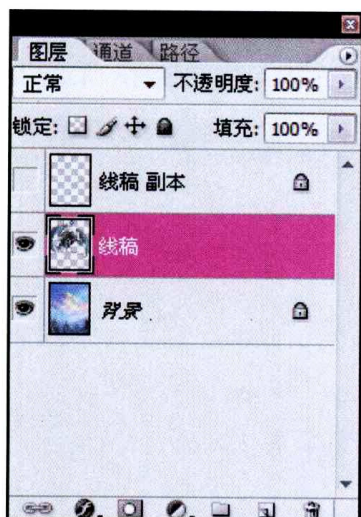 图层 通道 路径
正常 不透明度: 100%
锁定: 填充: 100%
线稿 副本
线稿
背景